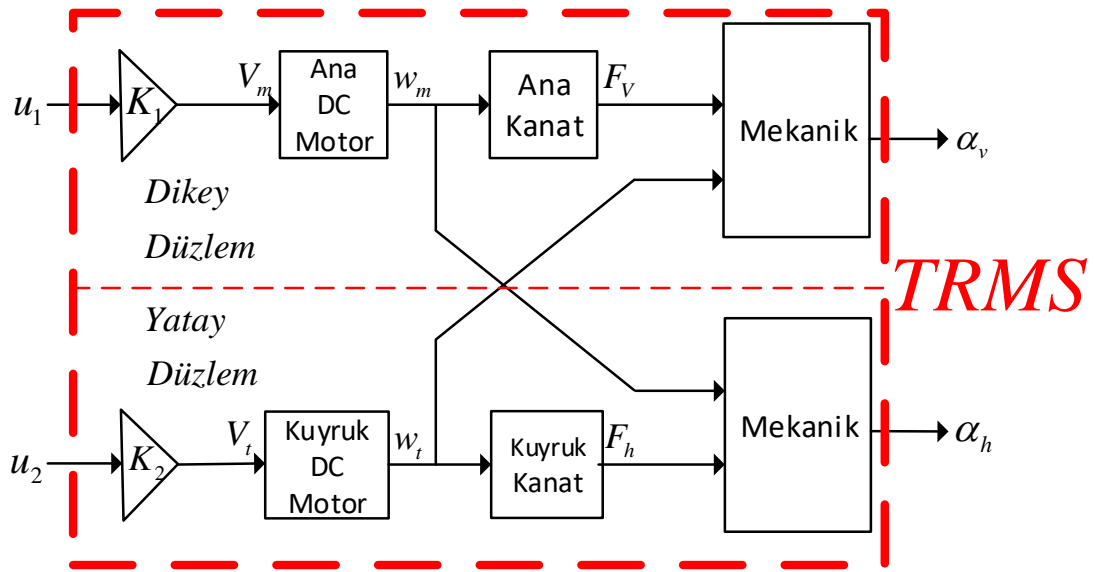 u₁
K₁
Vₘ
Ana
DC
Motor
wₘ
Ana
Kanat
F_V
Mekanik
αᵥ
Dikey
Düzlem
TRMS
Yatay
Düzlem
u₂
K₂
Vₜ
Kuyruk
DC
Motor
wₜ
Kuyruk
Kanat
Fₕ
Mekanik
αₕ